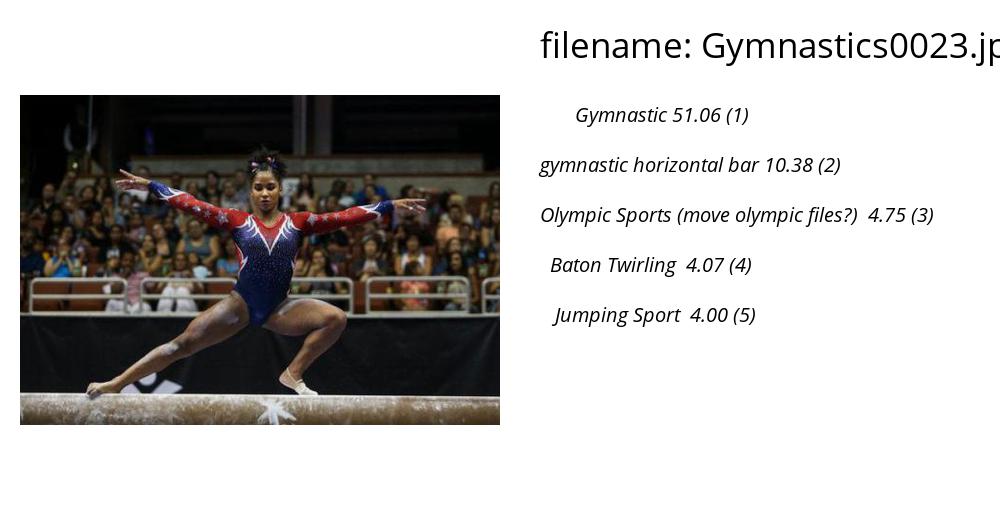 filename: Gymnastics0023.jp
Gymnastic 51.06 (1)
gymnastic horizontal bar 10.38 (2)
Olympic Sports (move olympic files?) 4.75 (3)
Baton Twirling 4.07 (4)
Jumping Sport 4.00 (5)